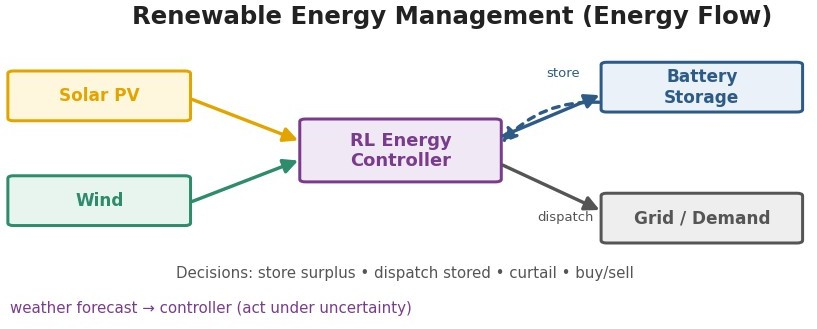 Renewable Energy Management (Energy Flow)
Solar PV
Wind
RL Energy
Controller
store
Battery
Storage
dispatch
Grid / Demand
Decisions: store surplus • dispatch stored • curtail • buy/sell
weather forecast → controller (act under uncertainty)